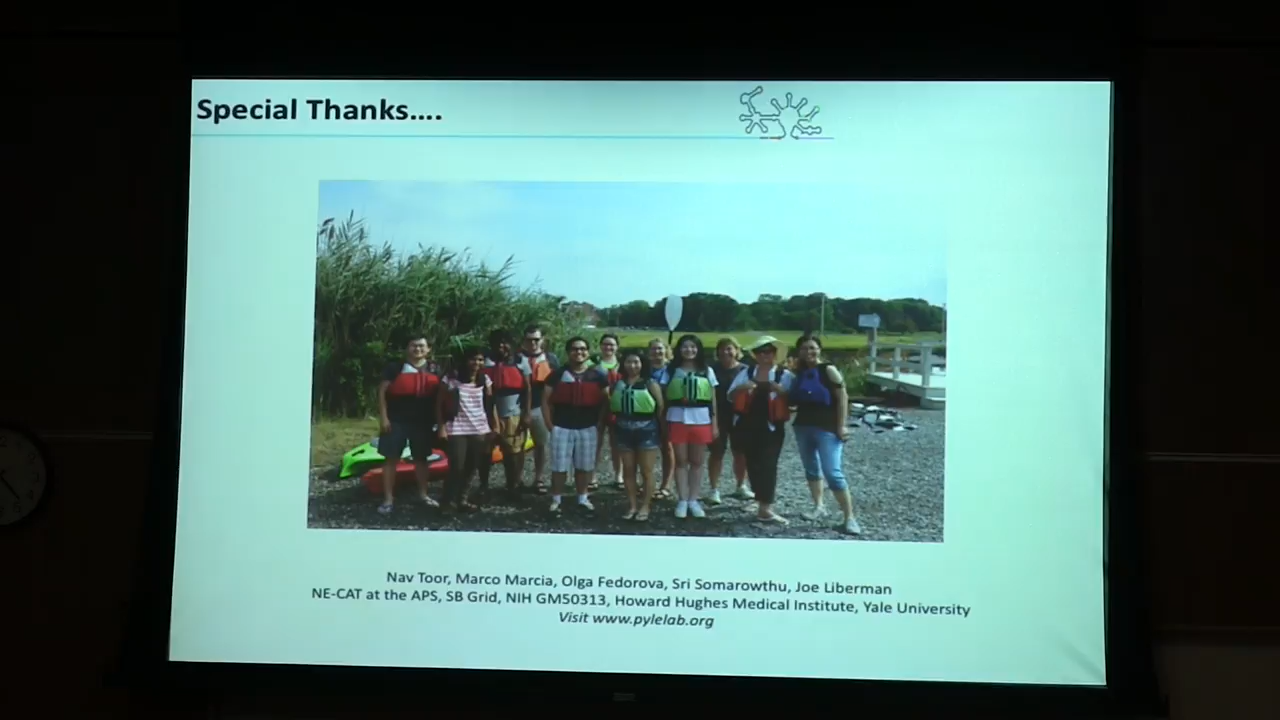 Special Thanks....
Nav Toor, Marco Marcia, Olga Fedorova, Sri Somarowthu, Joe Liberman
NE-CAT at the APS, SB Grid, NIH GM50313, Howard Hughes Medical Institute, Yale University
Visit www.pylelab.org